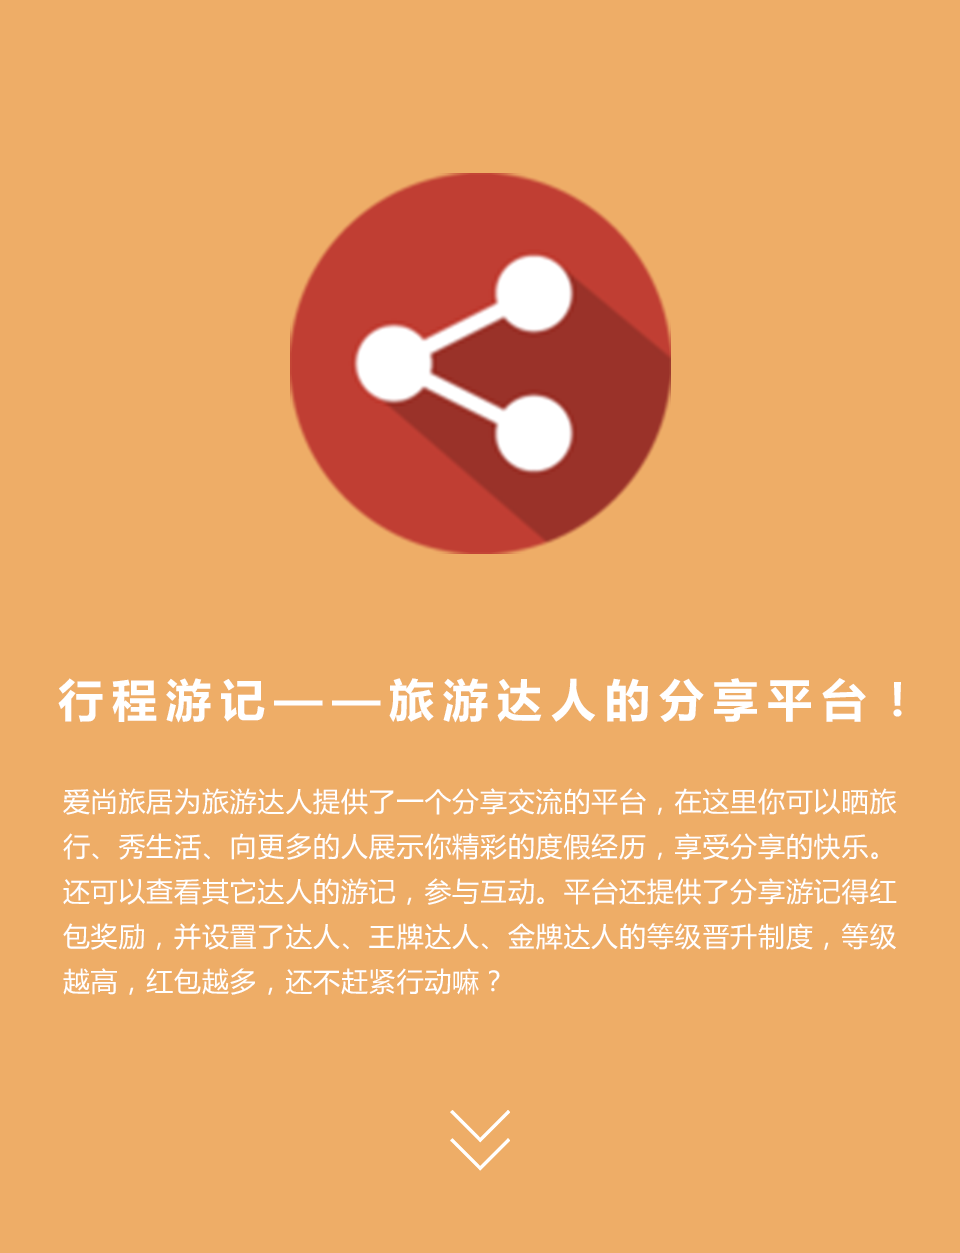 行程游记——旅游达人的分享平台！
爱尚旅居为旅游达人提供了一个分享交流的平台，在这里你可以晒旅
行、秀生活、向更多的人展示你精彩的度假经历，享受分享的快乐。
还可以查看其它达人的游记，参与互动。平台还提供了分享游记得红
包奖励，并设置了达人、王牌达人、金牌达人的等级晋升制度，等级
越高，红包越多，还不赶紧行动嘛？